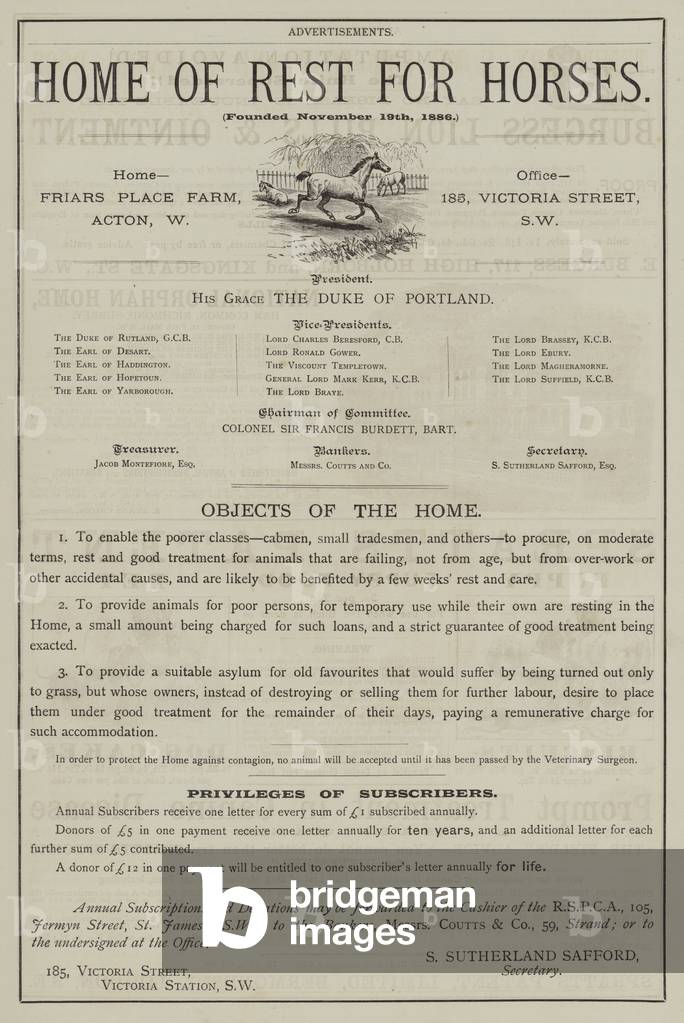 ADVERTISEMENTS.
HOME OF REST FOR HORSES.
(Founded November 19th, 1886.)
Home—
FRIARS PLACE FARM,
ACTON, W.
Office—
185, VICTORIA STREET,
S.W.
President.
HIS GRACE THE DUKE OF PORTLAND.
Vice-Presidents.
THE DUKE OF RUTLAND, G.C.B.
THE EARL OF DESART.
THE EARL OF HADDINGTON.
THE EARL OF HOPETOUN.
THE EARL OF YARBOROUGH.
LORD CHARLES BERESFORD, C.B.
LORD RONALD GOWER.
THE VISCOUNT TEMPLETOWN.
GENERAL LORD MARK KERR, K.C.B.
THE LORD BRAYE.
THE LORD BRASSEY, K.C.B.
THE LORD EBURY.
THE LORD MAGHERAMORNE.
THE LORD SUFFIELD, K.C.B.
Chairman of Committee.
COLONEL SIR FRANCIS BURDETT, BART.
Treasurer.
JACOB MONTEFIORE, ESQ.
Bankers.
MESSRS. COUTTS AND CO.
Secretary.
S. SUTHERLAND SAFFORD, ESQ.
OBJECTS OF THE HOME.
1. To enable the poorer classes—cabmen, small tradesmen, and others—to procure, on moderate
terms, rest and good treatment for animals that are failing, not from age, but from over-work or
other accidental causes, and are likely to be benefited by a few weeks' rest and care.
2. To provide animals for poor persons, for temporary use while their own are resting in the
Home, a small amount being charged for such loans, and a strict guarantee of good treatment being
exacted.
3. To provide a suitable asylum for old favourites that would suffer by being turned out only
to grass, but whose owners, instead of destroying or selling them for further labour, desire to place
them under good treatment for the remainder of their days, paying a remunerative charge for
such accommodation.
In order to protect the Home against contagion, no animal will be accepted until it has been passed by the Veterinary Surgeon.
PRIVILEGES OF SUBSCRIBERS.
Annual Subscribers receive one letter for every sum of £1 subscribed annually.
Donors of £5 in one payment receive one letter annually for ten years, and an additional letter for each
further sum of £5 contributed.
A donor of £12 in one payment will be entitled to one subscriber's letter annually for life.
Annual Subscriptions and Donations may be forwarded to the Cashier of the R.S.P.C.A., 105,
Jermyn Street, St. James's, S.W.; to the Bankers, Messrs. COUTTS & Co., 59, Strand; or to
the undersigned at the Office,
S. SUTHERLAND SAFFORD,
Secretary.
185, VICTORIA STREET,
VICTORIA STATION, S.W.
b bridgeman
images